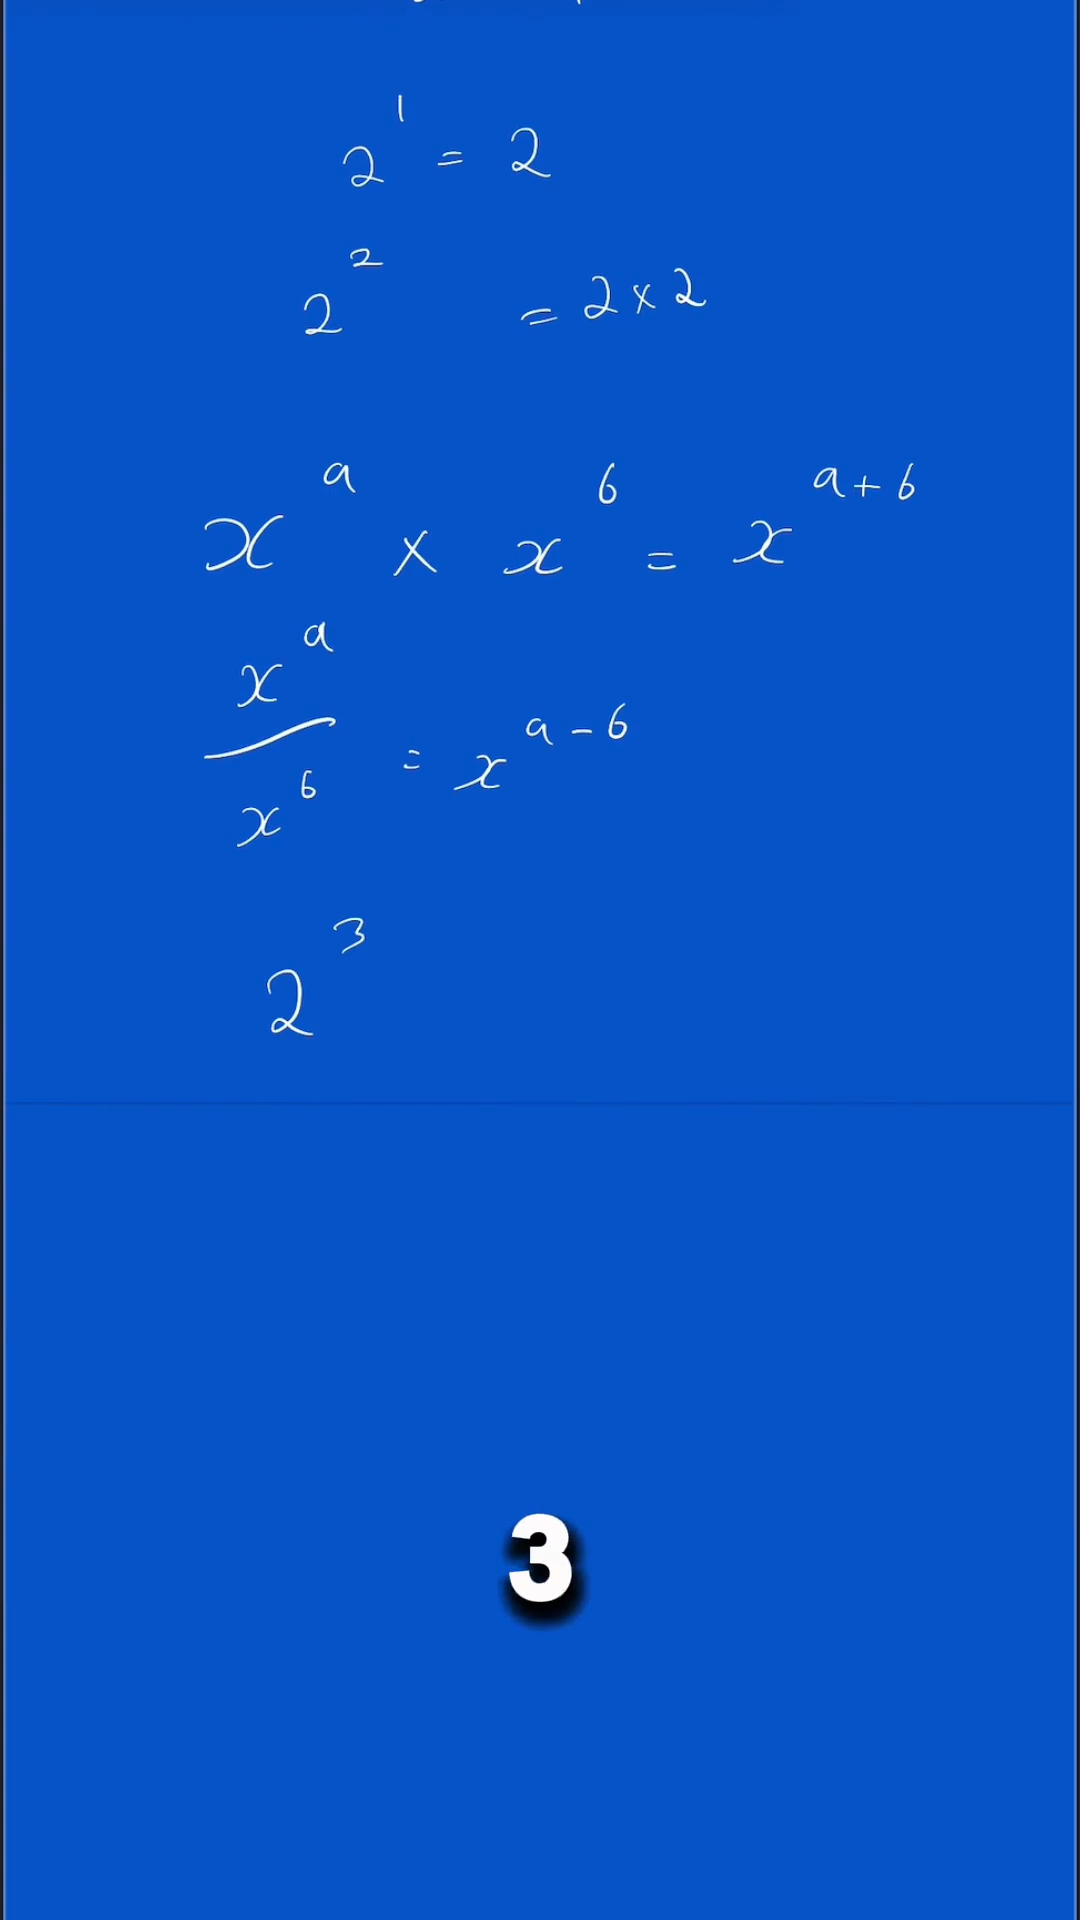 2¹ = 2
2² = 2 × 2
xᵃ × x⁶ = xᵃ⁺⁶
xᵃ / x⁶ = xᵃ⁻⁶
2³
3